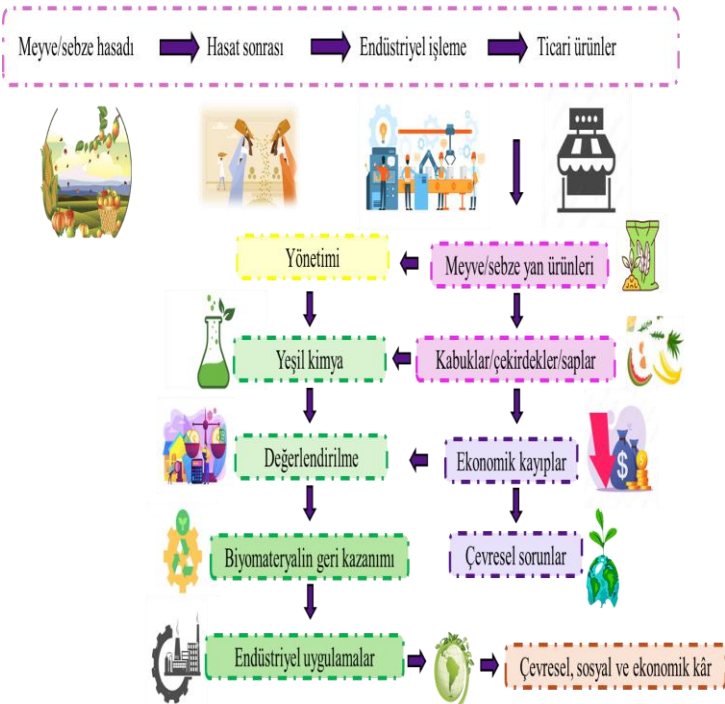 Meyve/sebze hasadı Hasat sonrası Endüstriyel işleme Ticari ürünler
Yönetimi
Meyve/sebze yan ürünleri
Yeşil kimya
Kabuklar/çekirdekler/saplar
Değerlendirilme
Ekonomik kayıplar
Biyomateryalin geri kazanımı
Çevresel sorunlar
Endüstriyel uygulamalar
Çevresel, sosyal ve ekonomik kâr